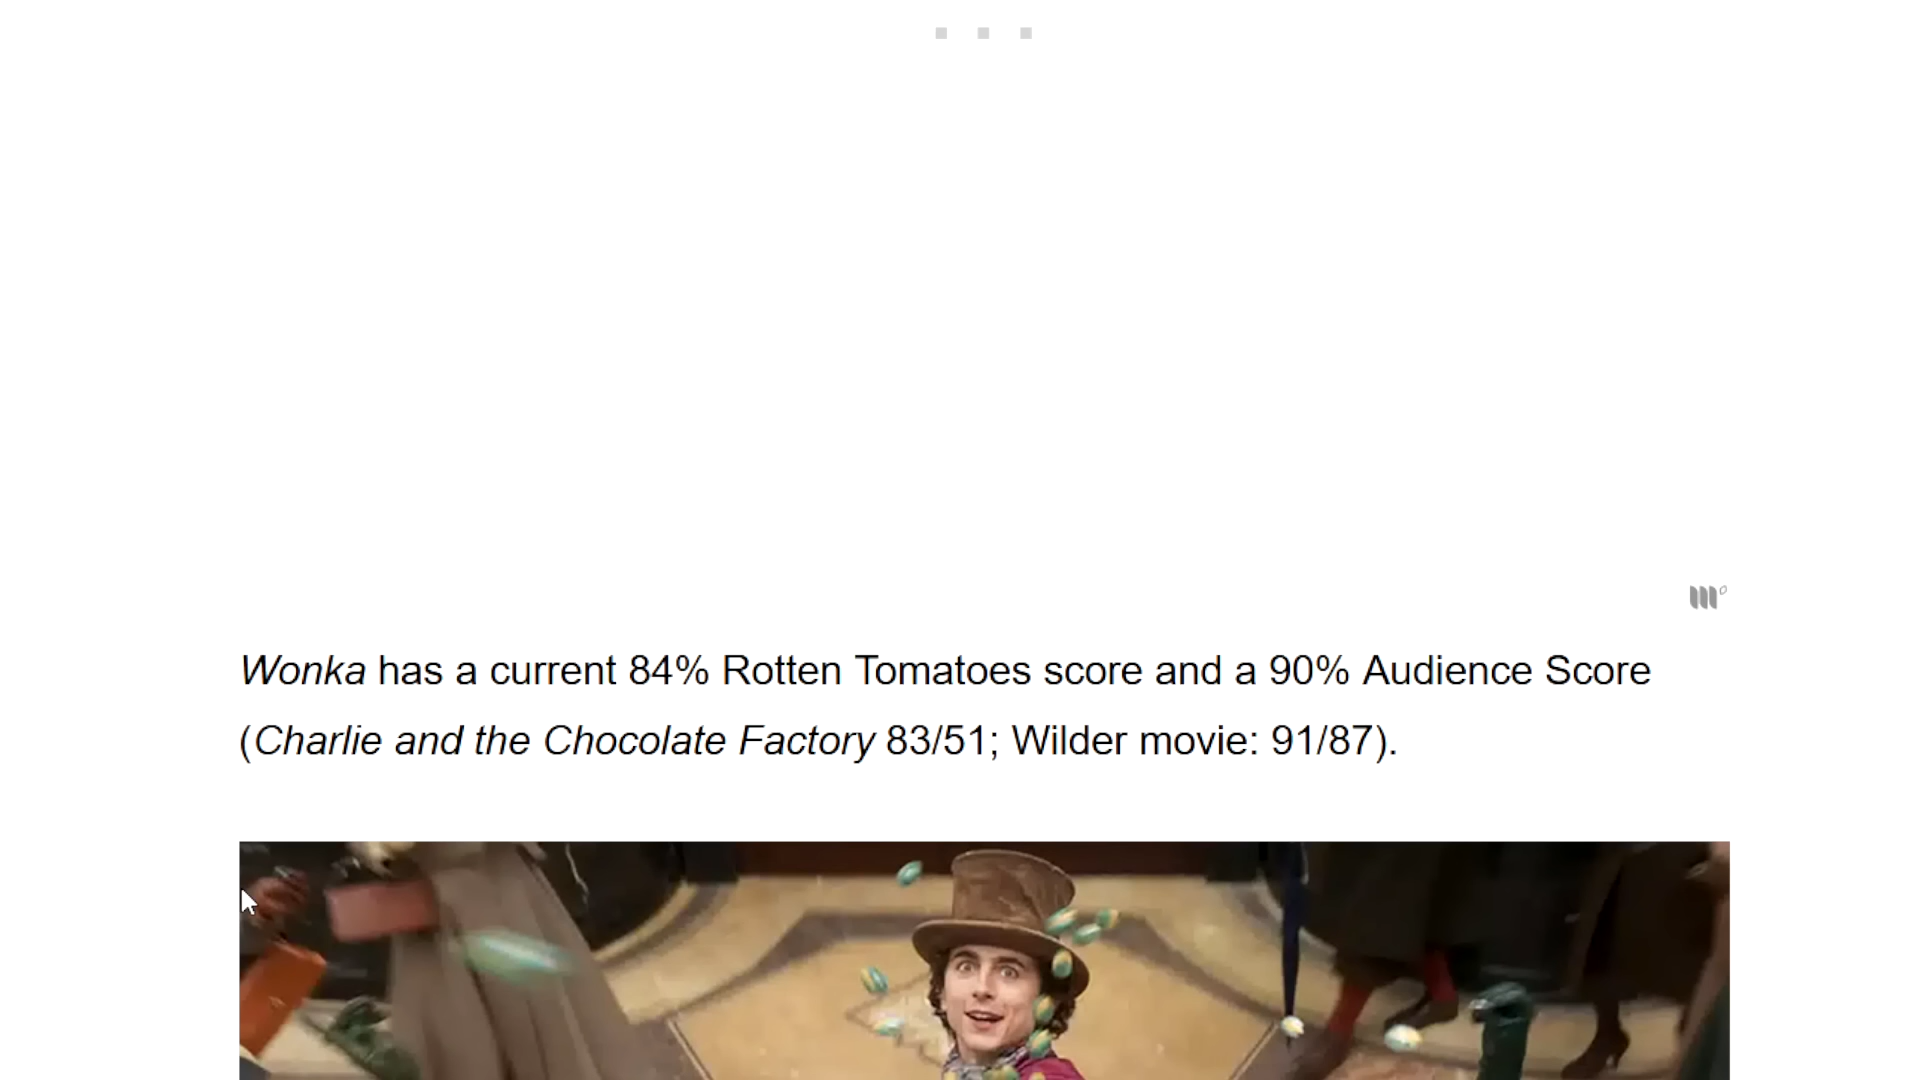 Wonka has a current 84% Rotten Tomatoes score and a 90% Audience Score
(Charlie and the Chocolate Factory 83/51; Wilder movie: 91/87).